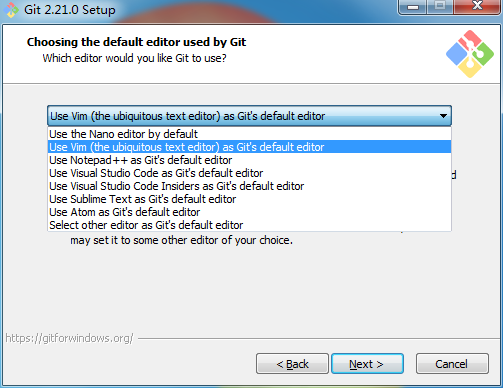 Git 2.21.0 Setup
Choosing the default editor used by Git
Which editor would you like Git to use?
Use Vim (the ubiquitous text editor) as Git's default editor
Use the Nano editor by default
Use Vim (the ubiquitous text editor) as Git's default editor
Use Notepad++ as Git's default editor
Use Visual Studio Code as Git's default editor
Use Visual Studio Code Insiders as Git's default editor
Use Sublime Text as Git's default editor
Use Atom as Git's default editor
Select other editor as Git's default editor
may set it to some other editor of your choice.
https://gitforwindows.org/
< Back
Next >
Cancel